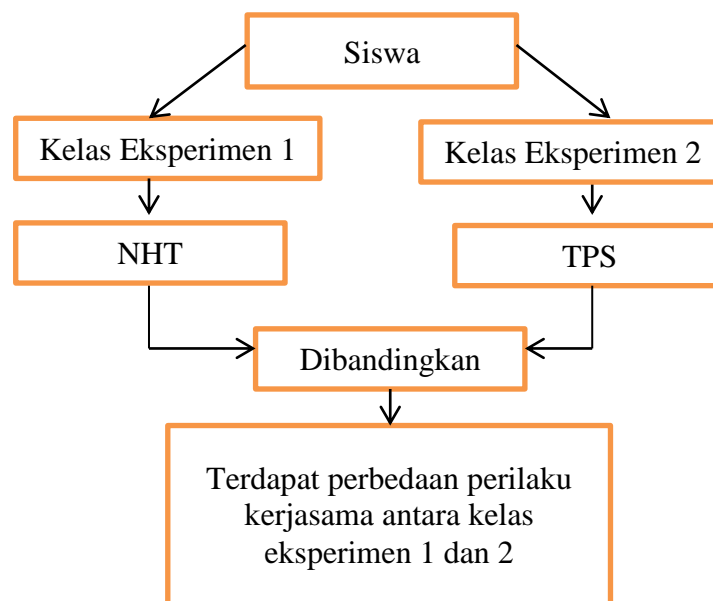 Siswa
Kelas Eksperimen 1
Kelas Eksperimen 2
NHT
TPS
Dibandingkan
Terdapat perbedaan perilaku
kerjasama antara kelas
eksperimen 1 dan 2